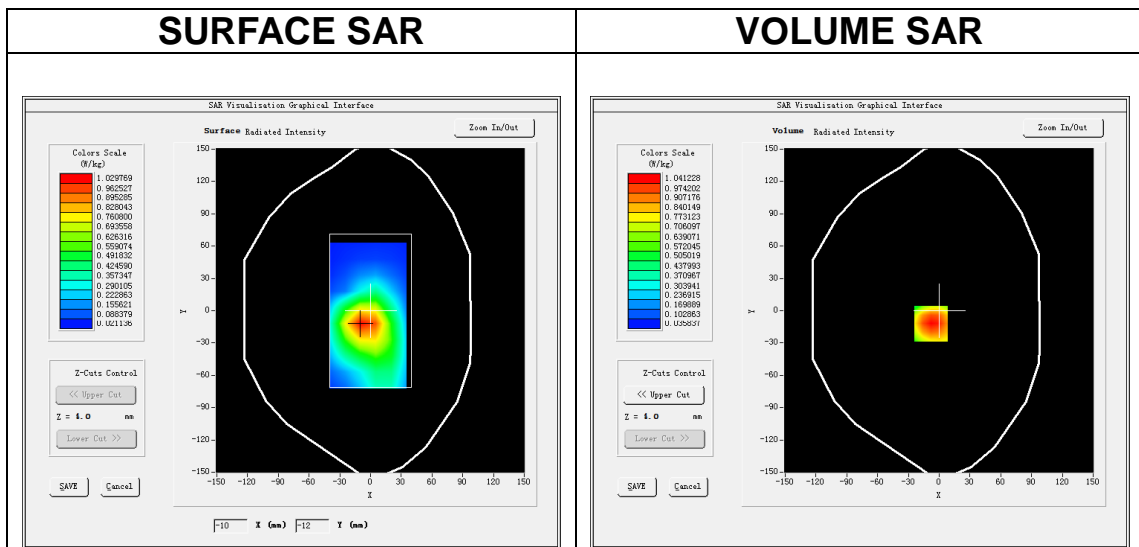 SURFACE SAR
VOLUME SAR
SAR Visualisation Graphical Interface
Surface Radiated Intensity
Zoom In/Out
Colors Scale
(W/kg)
1.029769
0.962527
0.895285
0.828043
0.760800
0.693558
0.626316
0.559074
0.491832
0.424590
0.357347
0.290105
0.222863
0.155621
0.088379
0.021136
150
120
90
60
30
0
-30
-60
-90
-120
-150
Y
-150 -120 -90 -60 -30 0 30 60 90 120 150
X
Z-Cuts Control
<< Upper Cut
Z = 4.0 mm
Lower Cut >>
SAVE Cancel
-10 X (mm) -12 Y (mm)
SAR Visualisation Graphical Interface
Volume Radiated Intensity
Zoom In/Out
Colors Scale
(W/kg)
1.041228
0.974202
0.907176
0.840149
0.773123
0.706097
0.639071
0.572045
0.505019
0.437993
0.370967
0.303941
0.236915
0.169889
0.102863
0.035837
150
120
90
60
30
0
-30
-60
-90
-120
-150
Y
-150 -120 -90 -60 -30 0 30 60 90 120 150
X
Z-Cuts Control
<< Upper Cut
Z = 4.0 mm
Lower Cut >>
SAVE Cancel